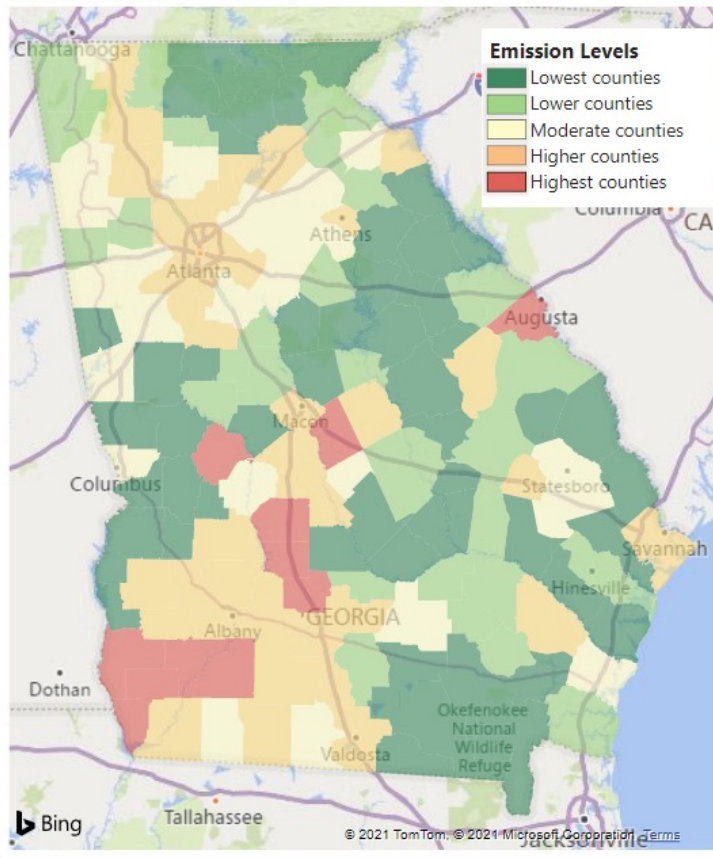 Chattanooga
Emission Levels
Lowest counties
Lower counties
Moderate counties
Higher counties
Highest counties
Columbia
CA
Athens
Atlanta
Augusta
Macon
Columbus
Statesboro
Savannah
Hinesville
GEORGIA
Albany
Dothan
Okefenokee
National
Wildlife
Refuge
Valdosta
Bing
Tallahassee
© 2021 TomTom, © 2021 Microsoft Corporation Terms
Jacksonville